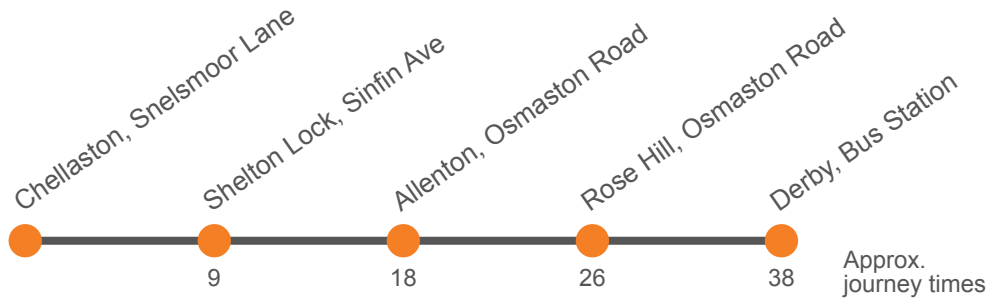 Chellaston, Snelsmoor Lane
Shelton Lock, Sinfin Ave
Allenton, Osmaston Road
Rose Hill, Osmaston Road
Derby, Bus Station
9
18
26
38
Approx.
journey times